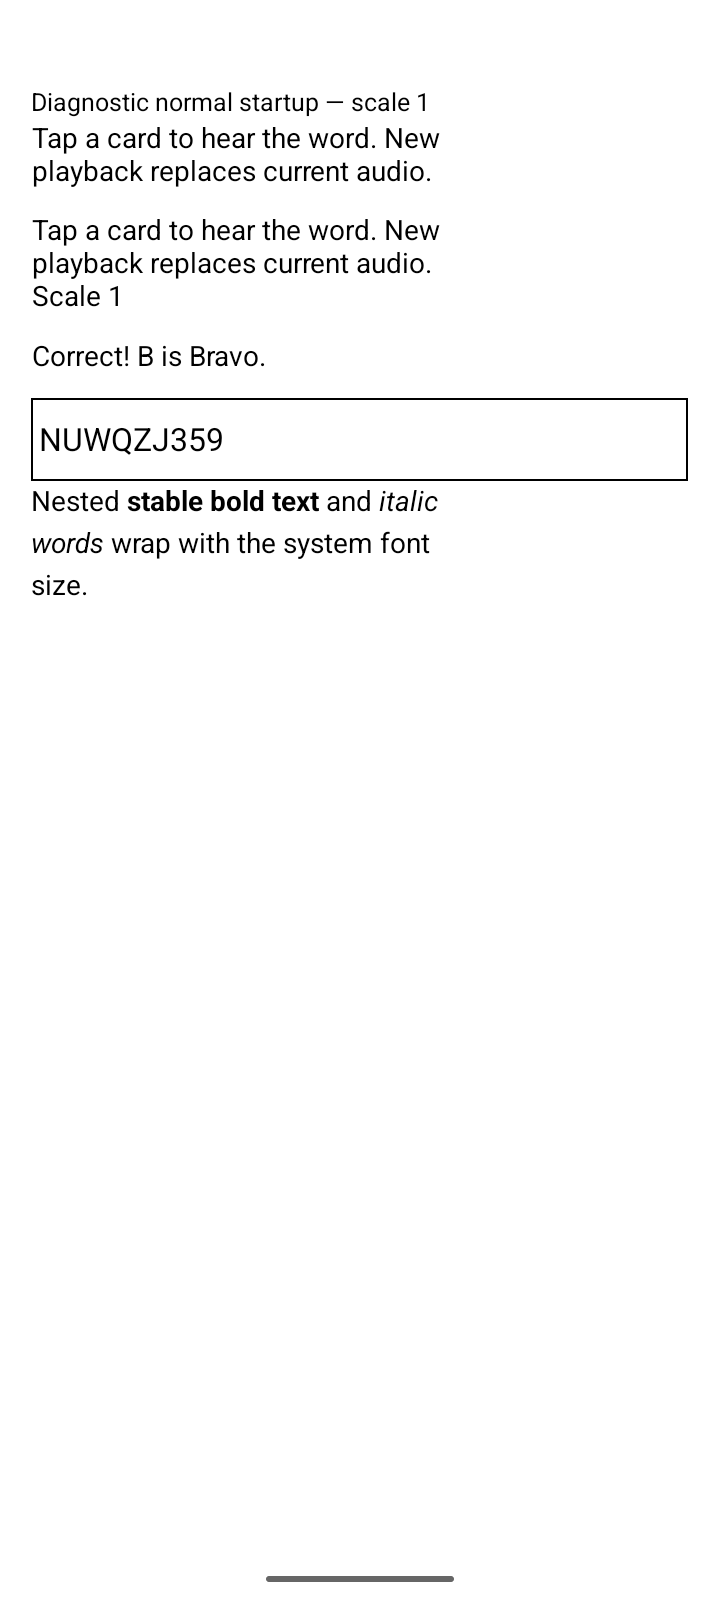 Diagnostic normal startup — scale 1
Tap a card to hear the word. New
playback replaces current audio.
Tap a card to hear the word. New
playback replaces current audio.
Scale 1
Correct! B is Bravo.
NUWQZJ359
Nested stable bold text and italic
words wrap with the system font
size.